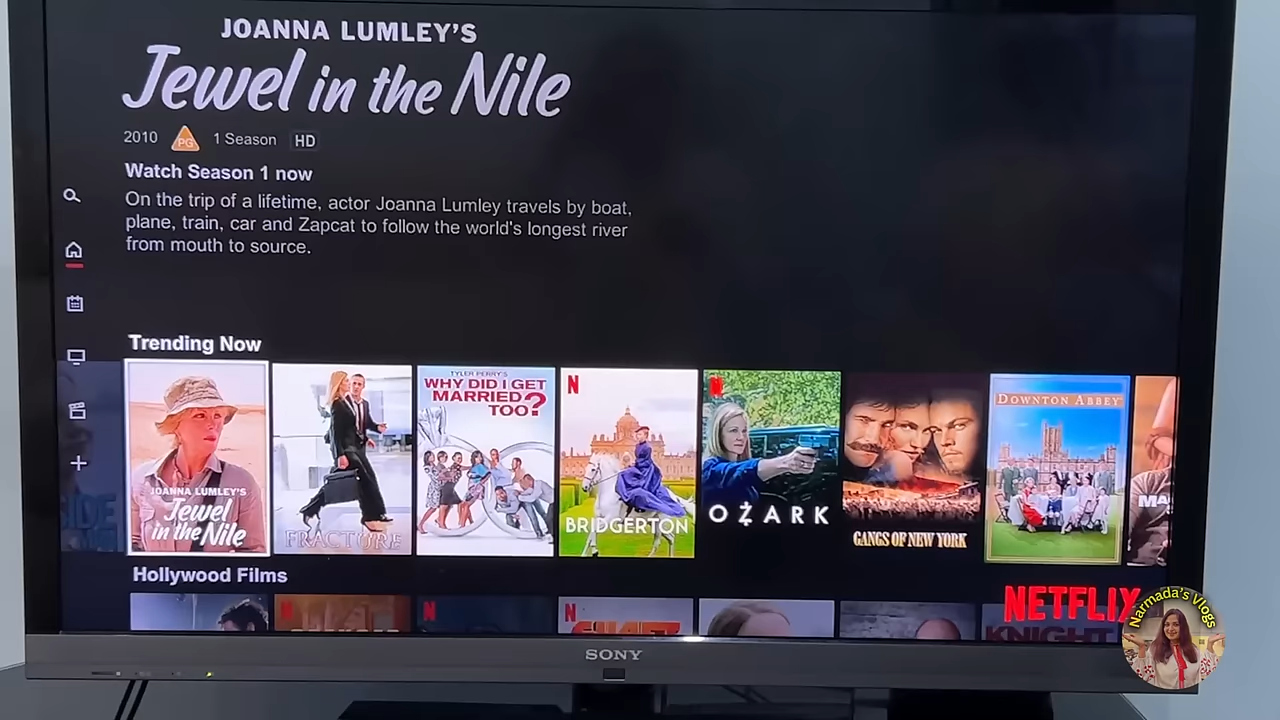 JOANNA LUMLEY'S
Jewel in the Nile
2010 PG 1 Season HD
Watch Season 1 now
On the trip of a lifetime, actor Joanna Lumley travels by boat,
plane, train, car and Zapcat to follow the world's longest river
from mouth to source.
Trending Now
JOANNA LUMLEY'S
Jewel
in the Nile
FRACTURE
TYLER PERRY'S
WHY DID I GET
MARRIED
TOO?
N
BRIDGERTON
N
OZARK
GANGS OF NEW YORK
DOWNTON ABBEY
MA
Hollywood Films
N
N
N
KNIGHT
NETFLIX
Narmada's Vlogs
SONY